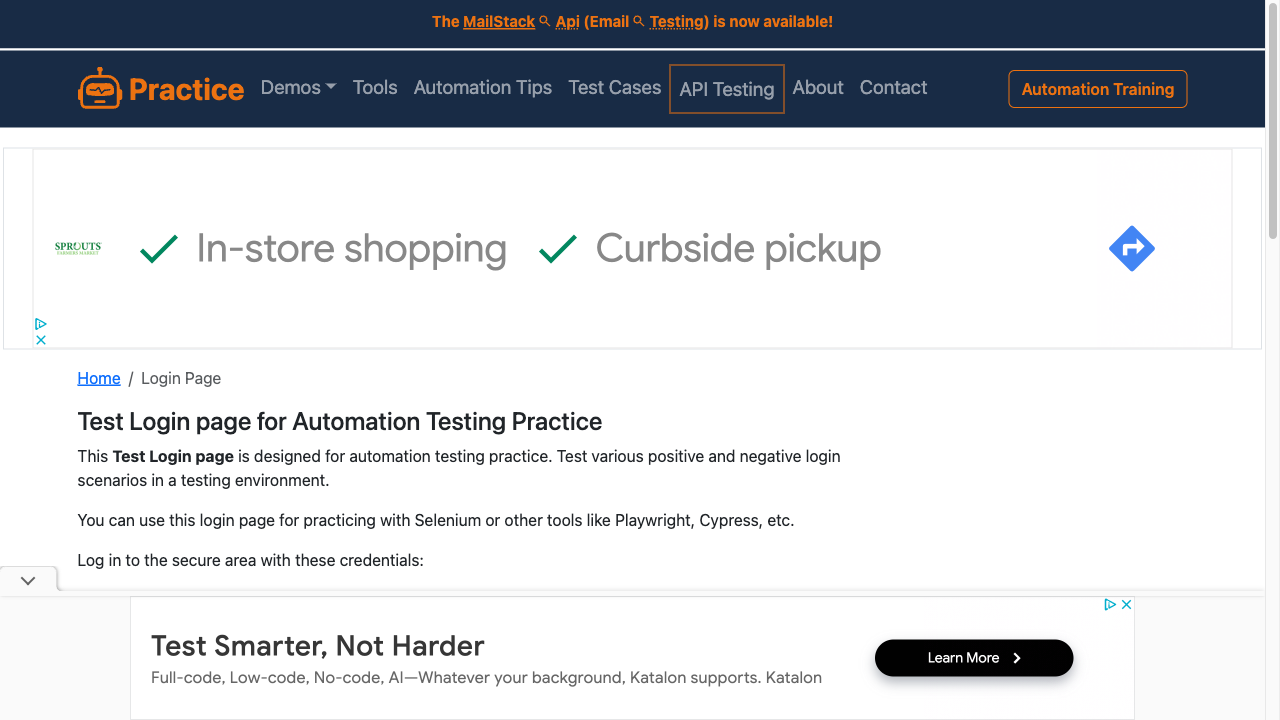 The MailStack Api (Email Testing) is now available!
Practice Demos Tools Automation Tips Test Cases API Testing About Contact Automation Training
SPROUTS FARMERS MARKET In-store shopping Curbside pickup
Home / Login Page
Test Login page for Automation Testing Practice
This Test Login page is designed for automation testing practice. Test various positive and negative login
scenarios in a testing environment.
You can use this login page for practicing with Selenium or other tools like Playwright, Cypress, etc.
Log in to the secure area with these credentials:
Test Smarter, Not Harder
Learn More
Full-code, Low-code, No-code, AI—Whatever your background, Katalon supports. Katalon